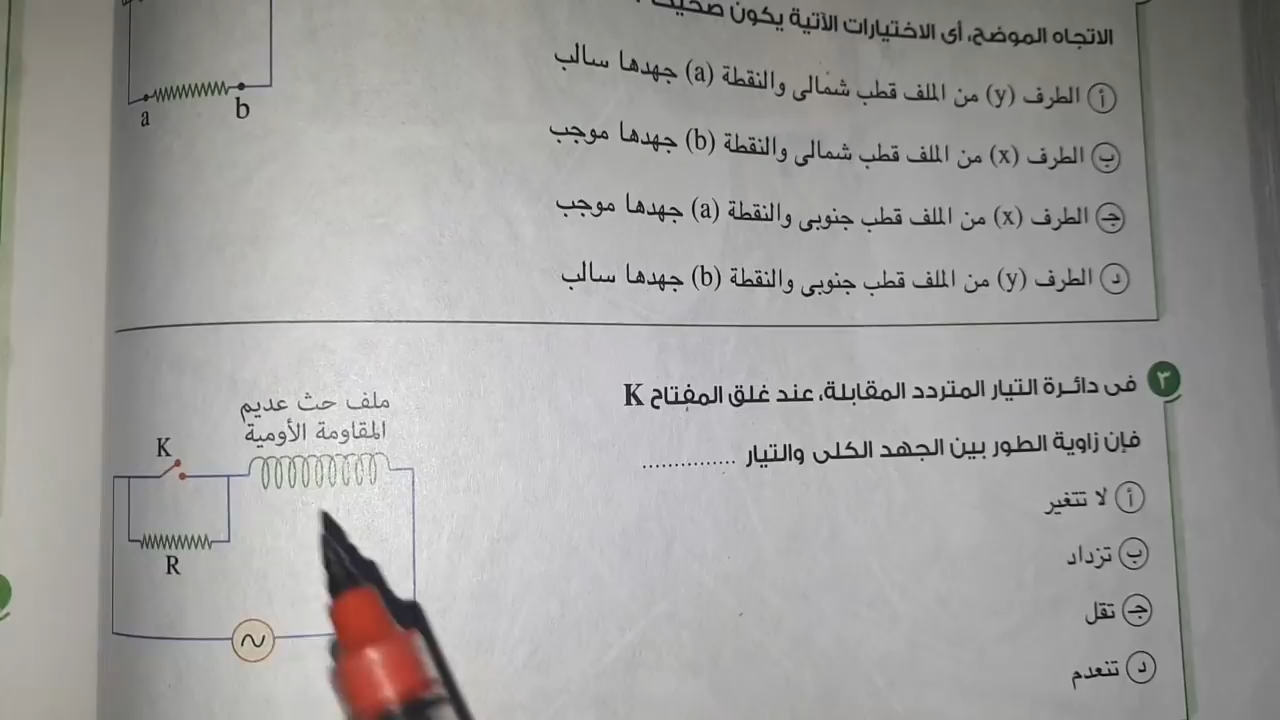 الاتجاه الموضح، أى الاختيارات الآتية يكون
أ الطرف (y) من الملف قطب شمالى والنقطة (a) جهدها سالب
ب الطرف (x) من الملف قطب شمالى والنقطة (b) جهدها موجب
جـ الطرف (x) من الملف قطب جنوبى والنقطة (a) جهدها موجب
د الطرف (y) من الملف قطب جنوبى والنقطة (b) جهدها سالب
a
b
٣ فى دائرة التيار المتردد المقابلة، عند غلق المفتاح K
فإن زاوية الطور بين الجهد الكلى والتيار ...............
أ لا تتغير
ب تزداد
جـ تقل
د تنعدم
ملف حث عديم
المقاومة الأومية
K
R